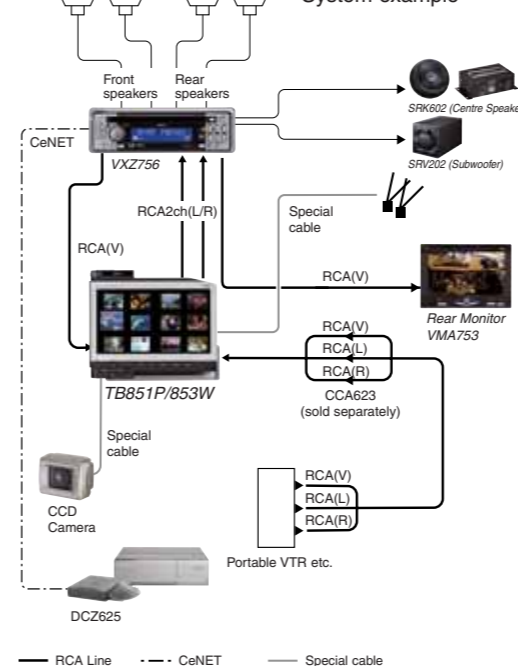 System example
Front speakers
Rear speakers
SRK602 (Centre Speake
CeNET
VXZ756
SRV202 (Subwoofer)
RCA2ch(L/R)
Special cable
RCA(V)
RCA(V)
Rear Monitor
VMA753
RCA(V)
RCA(L)
RCA(R)
TB851P/853W
CCA623
(sold separately)
Special cable
RCA(V)
RCA(L)
RCA(R)
CCD
Camera
Portable VTR etc.
DCZ625
RCA Line
CeNET
Special cable